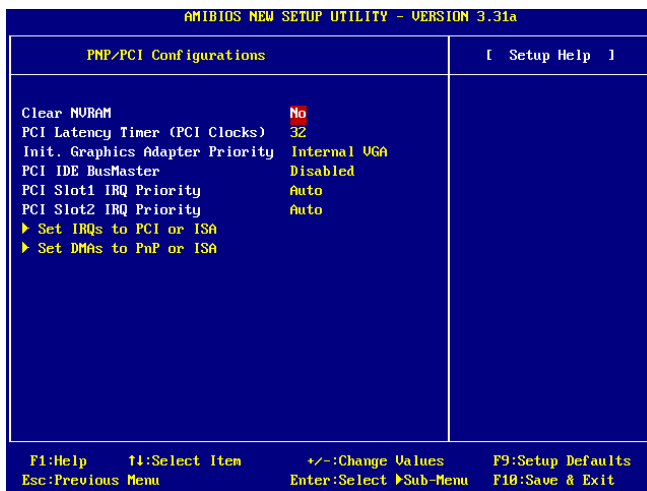 AMIBIOS NEW SETUP UTILITY - VERSION 3.31a
PNP/PCI Configurations
[ Setup Help ]
Clear NVRAM No
PCI Latency Timer (PCI Clocks) 32
Init. Graphics Adapter Priority Internal VGA
PCI IDE BusMaster Disabled
PCI Slot1 IRQ Priority Auto
PCI Slot2 IRQ Priority Auto
▶ Set IRQs to PCI or ISA
▶ Set DMAs to PnP or ISA
F1:Help ↑↓:Select Item +/-:Change Values F9:Setup Defaults
Esc:Previous Menu Enter:Select ▶Sub-Menu F10:Save & Exit